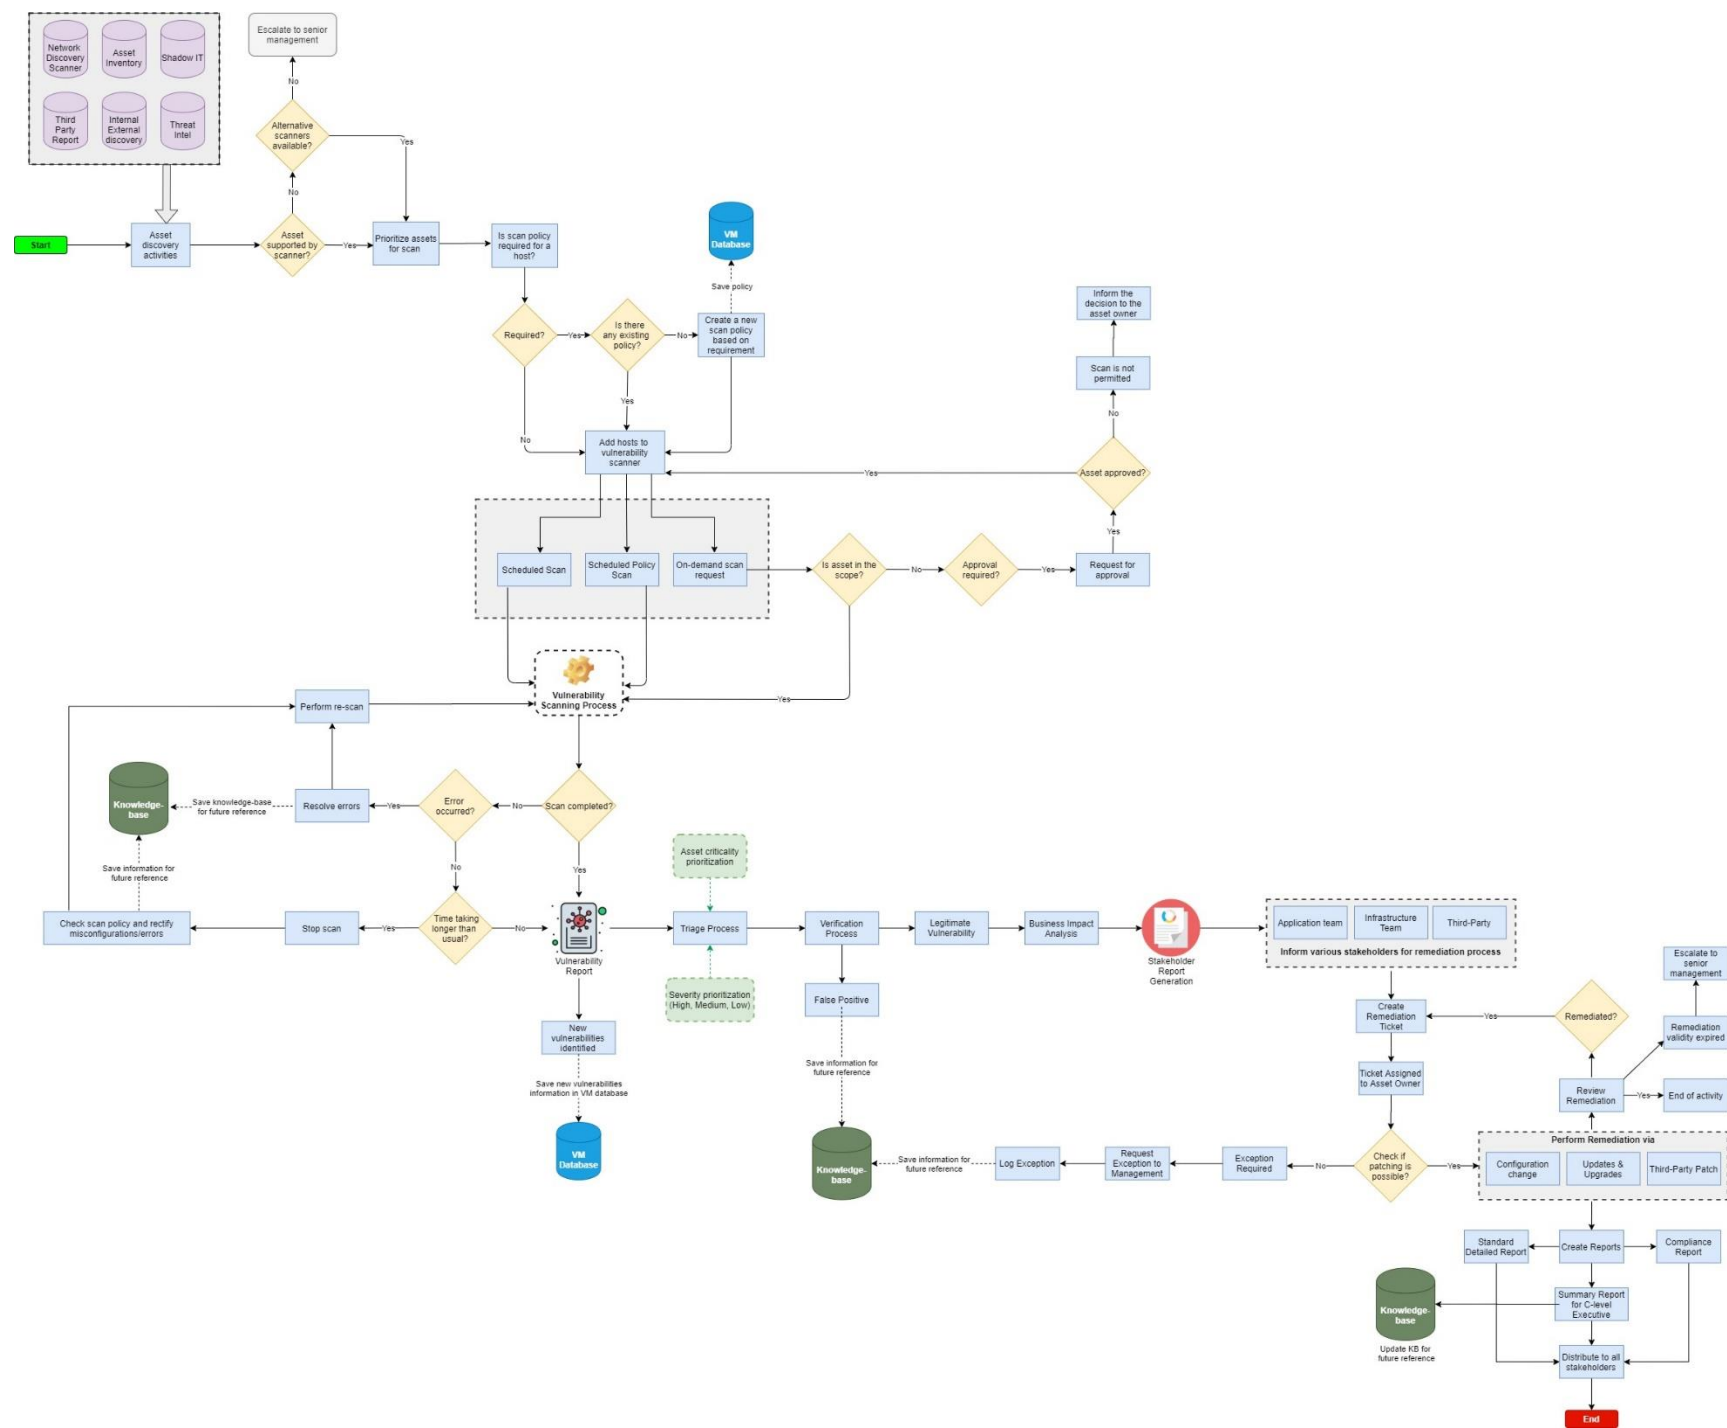 Network
Discovery
Scanner
Asset
Inventory
Shadow IT
Third
Party
Report
Internal
External
discovery
Threat
Intel
Escalate to senior
management
No
Alternative
scanners
available?
Yes
No
Start
Asset
discovery
activities
Asset
supported by
scanner?
Yes
Prioritize assets
for scan
Is scan policy
required for a
host?
VM
Database
Save policy
Required?
Yes
Is there
any existing
policy?
No
Create a new
scan policy
based on
requirement
Inform the
decision to the
asset owner
Scan is not
permitted
No
Yes
No
Add hosts to
vulnerability
scanner
Yes
Asset approved?
Yes
Scheduled Scan
Scheduled Policy
Scan
On-demand scan
request
Is asset in the
scope?
No
Approval
required?
Yes
Request for
approval
Vulnerability
Scanning Process
Yes
Perform re-scan
Knowledge-
base
Save knowledge-base
for future reference
Resolve errors
Yes
Error
occurred?
No
Scan completed?
Save information for
future reference
No
Yes
Check scan policy and rectify
misconfigurations/errors
Stop scan
Yes
Time taking
longer than
usual?
No
Vulnerability
Report
Asset criticality
prioritization
Triage Process
Severity prioritization
(High, Medium, Low)
Verification
Process
Legitimate
Vulnerability
Business Impact
Analysis
Stakeholder
Report
Generation
Application team
Infrastructure
Team
Third-Party
Inform various stakeholders for remediation process
False Positive
New
vulnerabilities
identified
Save new vulnerabilities
information in VM database
VM
Database
Save information for
future reference
Knowledge-
base
Create
Remediation
Ticket
Yes
Remediated?
Escalate to
senior
management
Remediation
validity expired
Ticket Assigned
to Asset Owner
Review
Remediation
Yes
End of activity
Save information for
future reference
Log Exception
Request
Exception to
Management
Exception
Required
No
Check if
patching is
possible?
Yes
Perform Remediation via
Configuration
change
Updates &
Upgrades
Third-Party Patch
Standard
Detailed Report
Create Reports
Compliance
Report
Knowledge-
base
Update KB for
future reference
Summary Report
for C-level
Executive
Distribute to all
stakeholders
End